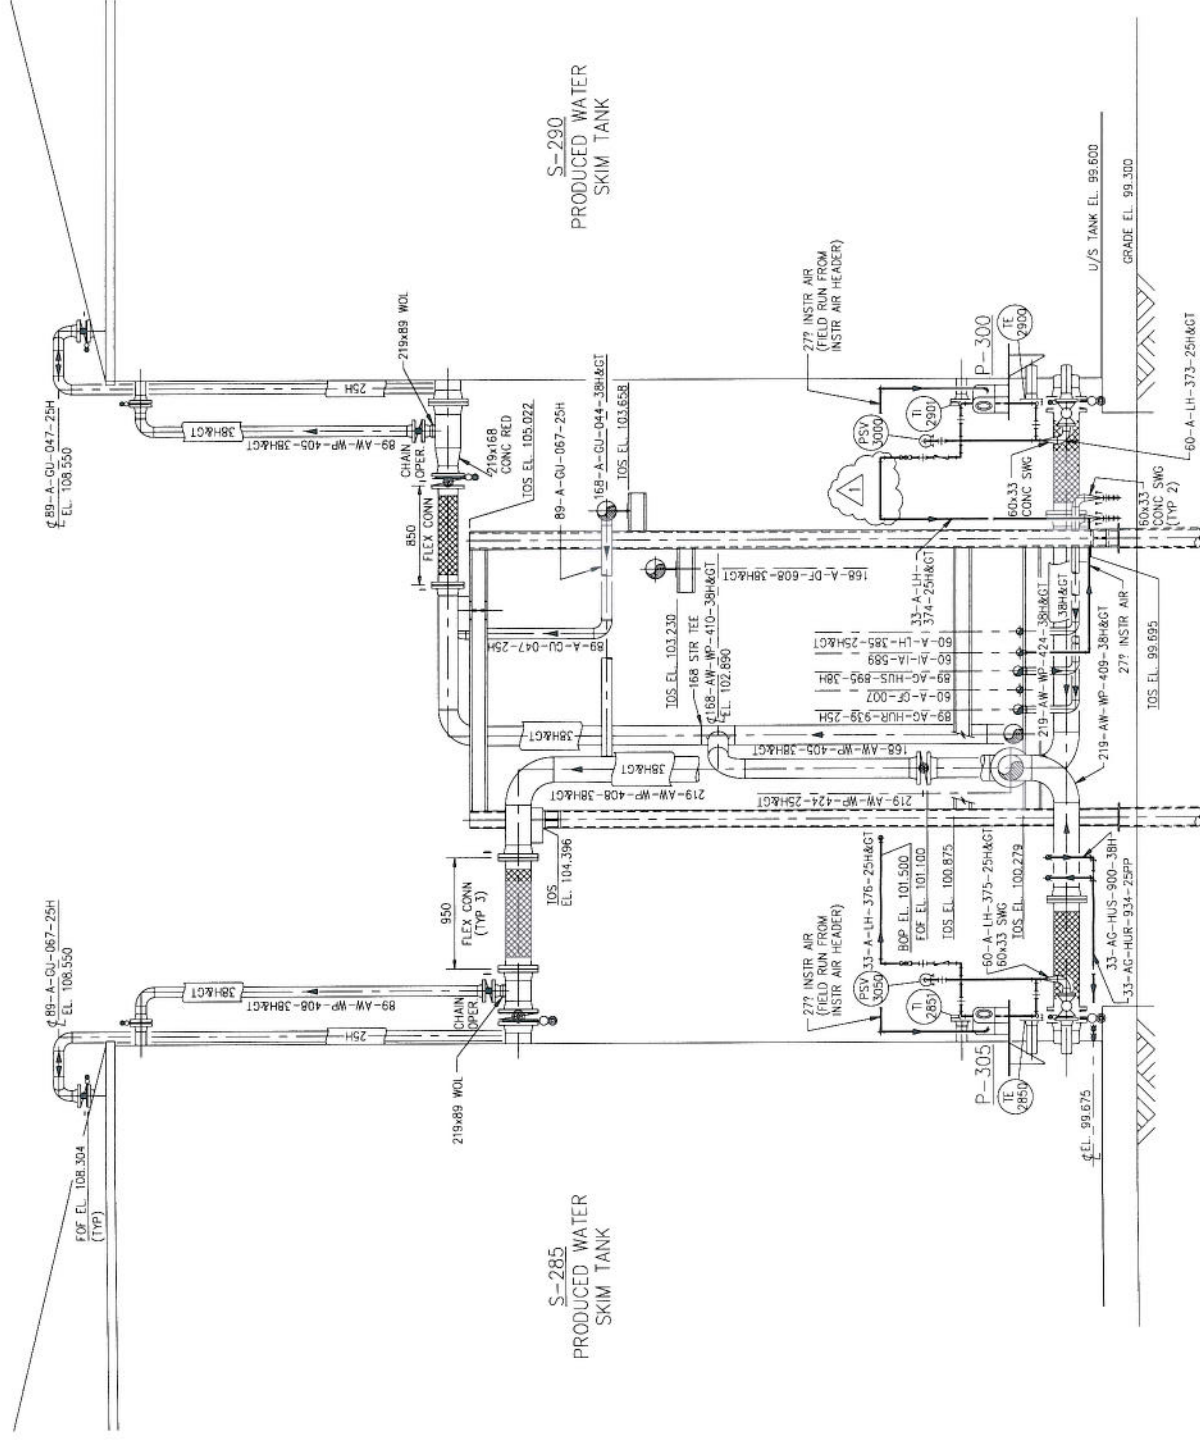 S-290
PRODUCED WATER
SKIM TANK
U/S TANK EL. 99.600
GRADE EL. 99.300
₵ 89-A-GU-047-25H
EL. 108.550
219x89 WOL
25H
38H&GT
89-AW-WP-405-38H&GT
CHAIN
OPER.
219x168
CONC RED
TOS EL. 105.022
850
FLEX CONN
89-A-GU-067-25H
168-A-GU-044-38H&GT
TOS EL. 103.658
27? INSTR AIR
(FIELD RUN FROM
INSTR AIR HEADER)
P-300
TE
2900
TI
2901
PSV
3000
1
60x33
CONC SWG
60-A-LH-373-25H&GT
60x33
CONC SWG
(TYP 2)
33-A-LH-
374-25H&GT
168-A-DF-608-38H&GT
89-A-GU-047-25H
TOS EL. 103.230
168 STR TEE
₵168-AW-WP-410-38H&GT
EL. 102.890
60-A-LH-385-25H&GT
60-AI-IA-589
89-AG-HUS-895-38H
60-A-GF-007
89-AG-HUR-939-25H
219-AW-WP-424-38H&GT
38H&GT
219-AW-WP-409-38H&GT
27? INSTR AIR
TOS EL. 99.695
38H&GT
168-AW-WP-405-38H&GT
38H&GT
219-AW-WP-408-38H&GT
219-AW-WP-424-25H&GT
TOS
EL. 104.396
950
FLEX CONN
(TYP 3)
33-A-LH-376-25H&GT
BOP EL. 101.500
FOF EL. 101.100
TOS EL. 100.875
60-A-LH-375-25H&GT
60x33 SWG
TOS EL. 100.279
33-AG-HUS-900-38H
33-AG-HUR-934-25PP
₵ 89-A-GU-067-25H
EL. 108.550
38H&GT
89-AW-WP-408-38H&GT
25H
CHAIN
OPER.
219x89 WOL
27? INSTR AIR
(FIELD RUN FROM
INSTR AIR HEADER)
PSV
3050
TI
2851
P-305
TE
2850
₵ EL. 99.675
FOF EL. 108.304
(TYP)
S-285
PRODUCED WATER
SKIM TANK